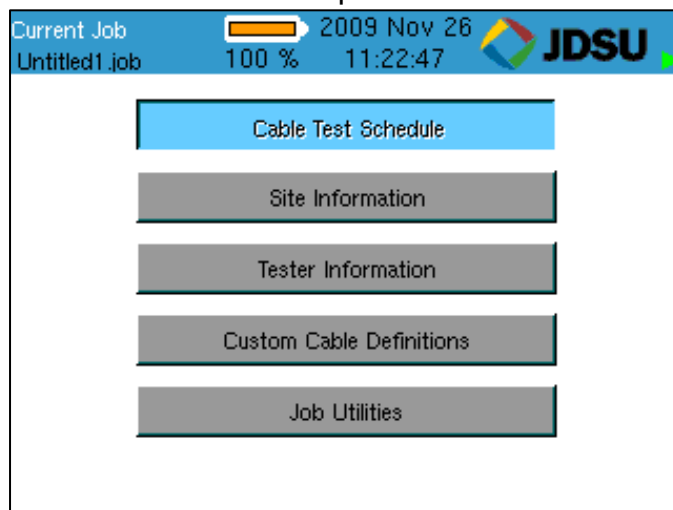 Current Job 2009 Nov 26 JDSU
Untitled1.job 100 % 11:22:47
Cable Test Schedule
Site Information
Tester Information
Custom Cable Definitions
Job Utilities